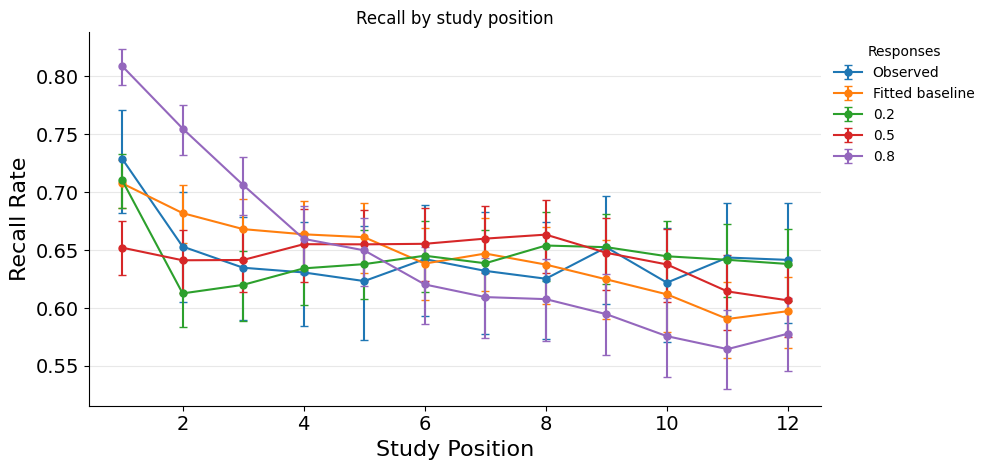 Recall by study position
Recall Rate
0.80
0.75
0.70
0.65
0.60
0.55
2 4 6 8 10 12
Study Position
Responses
Observed
Fitted baseline
0.2
0.5
0.8